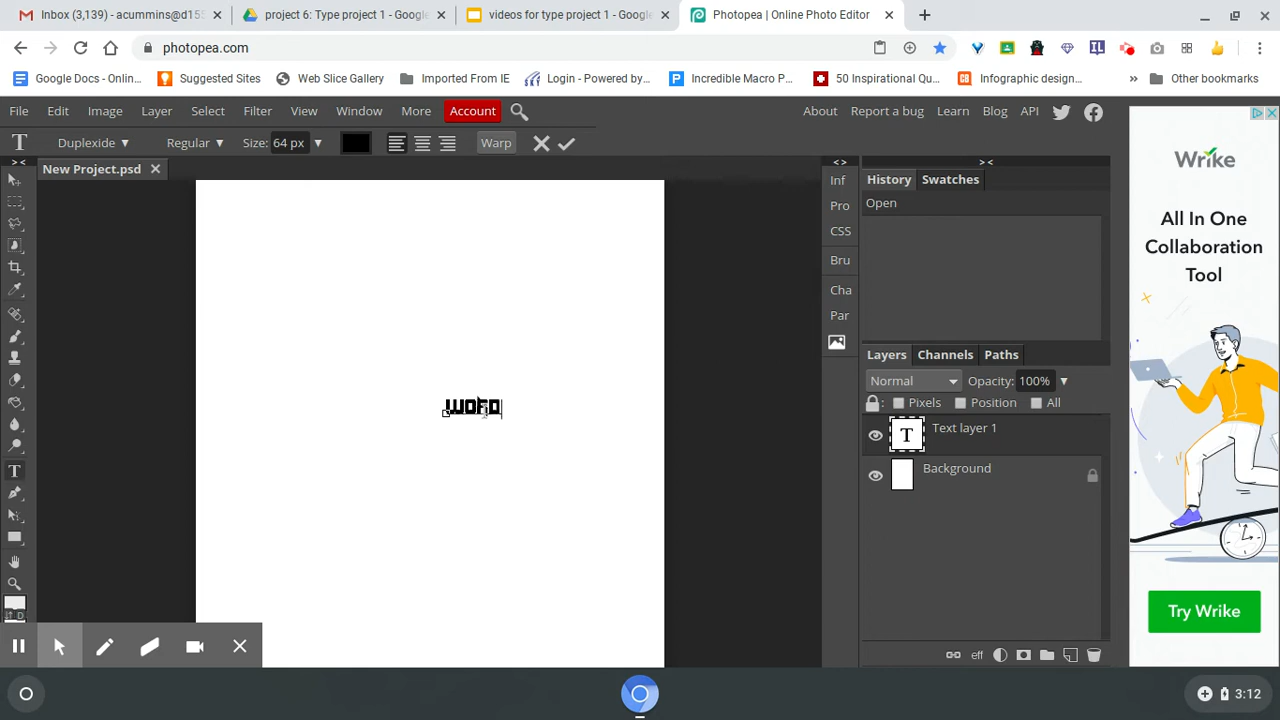 Inbox (3,139) - acummins@d155
project 6: Type project 1 - Google
videos for type project 1 - Google
Photopea | Online Photo Editor
photopea.com
Google Docs - Onlin...
Suggested Sites
Web Slice Gallery
Imported From IE
Login - Powered by...
Incredible Macro P...
50 Inspirational Qu...
Infographic design...
»
Other bookmarks
File Edit Image Layer Select Filter View Window More Account
About Report a bug Learn Blog API
T Duplexide Regular Size: 64 px Warp
New Project.psd
Inf
Pro
CSS
Bru
Cha
Par
History Swatches
Open
Layers Channels Paths
Normal Opacity: 100%
Pixels Position All
T Text layer 1
Background
eff
Wrike
All In One
Collaboration
Tool
Try Wrike
3:12